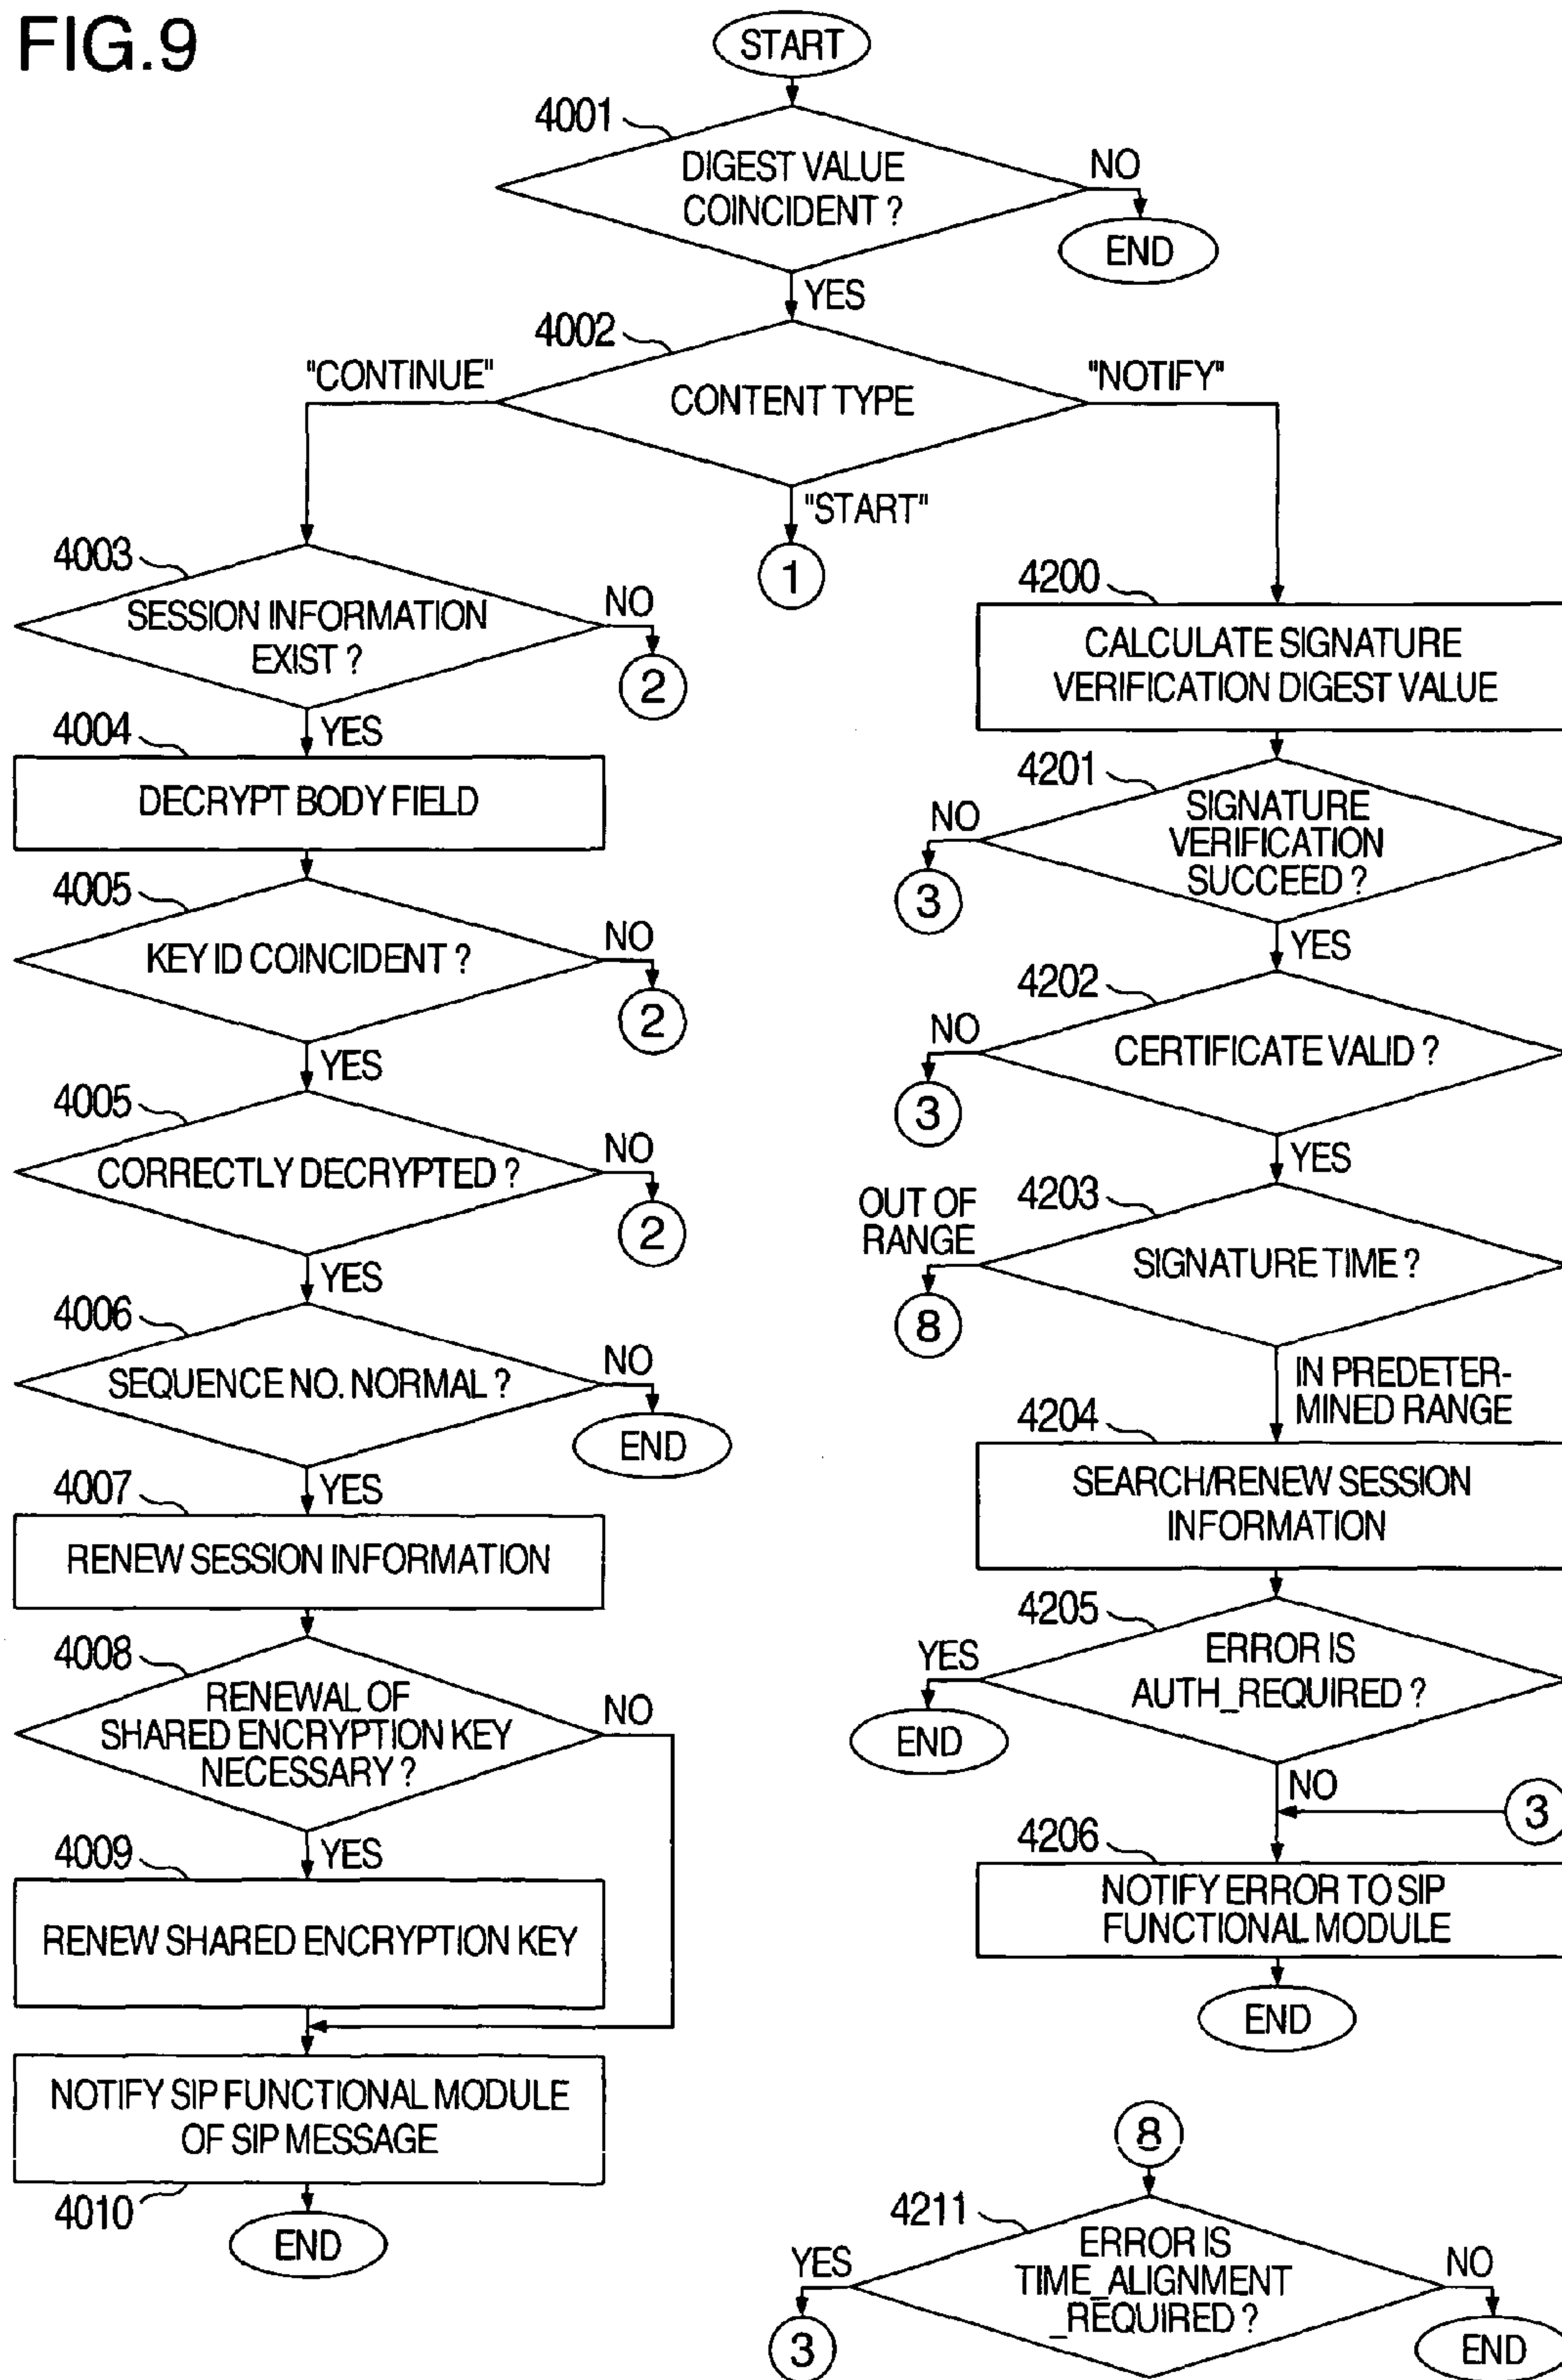 FIG.9
START
4001
DIGEST VALUE
COINCIDENT ?
NO
END
YES
4002
CONTENT TYPE
"CONTINUE"
"NOTIFY"
"START"
1
4003
SESSION INFORMATION
EXIST ?
NO
2
YES
4004
DECRYPT BODY FIELD
4005
KEY ID COINCIDENT ?
NO
2
YES
4005
CORRECTLY DECRYPTED ?
NO
2
YES
4006
SEQUENCE NO. NORMAL ?
NO
END
YES
4007
RENEW SESSION INFORMATION
4008
RENEWAL OF
SHARED ENCRYPTION KEY
NECESSARY ?
NO
YES
4009
RENEW SHARED ENCRYPTION KEY
NOTIFY SIP FUNCTIONAL MODULE
OF SIP MESSAGE
4010
END
4200
CALCULATE SIGNATURE
VERIFICATION DIGEST VALUE
4201
SIGNATURE
VERIFICATION
SUCCEED ?
NO
3
YES
4202
CERTIFICATE VALID ?
NO
3
YES
4203
SIGNATURE TIME ?
OUT OF
RANGE
8
IN PREDETER-
MINED RANGE
4204
SEARCH/RENEW SESSION
INFORMATION
4205
ERROR IS
AUTH_REQUIRED ?
YES
END
NO
3
4206
NOTIFY ERROR TO SIP
FUNCTIONAL MODULE
END
8
4211
ERROR IS
TIME_ALIGNMENT
_REQUIRED ?
YES
3
NO
END